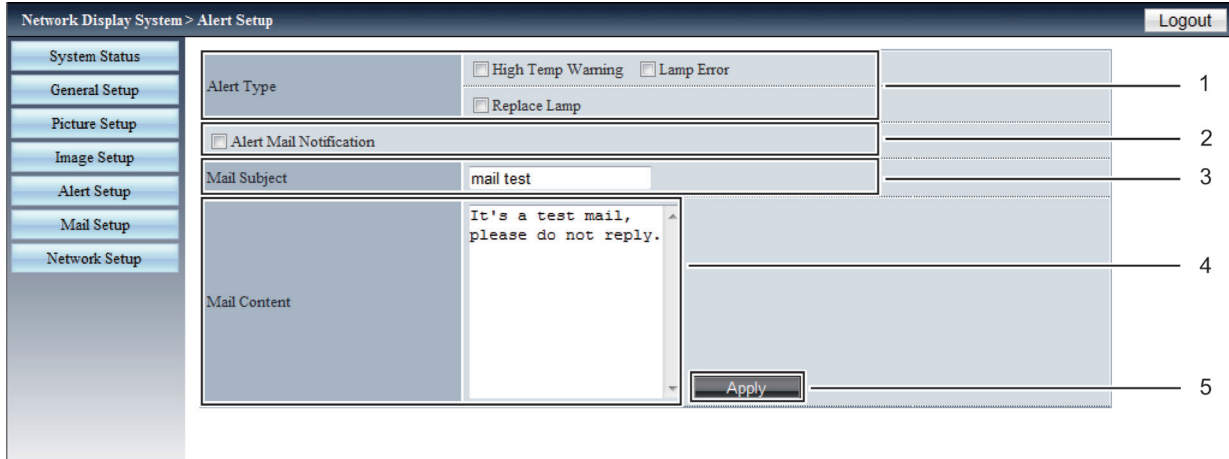 Network Display System > Alert Setup
Logout
System Status
General Setup
Picture Setup
Image Setup
Alert Setup
Mail Setup
Network Setup
Alert Type
High Temp Warning Lamp Error
Replace Lamp
1
Alert Mail Notification
2
Mail Subject
mail test
3
Mail Content
It's a test mail,
please do not reply.
4
Apply
5